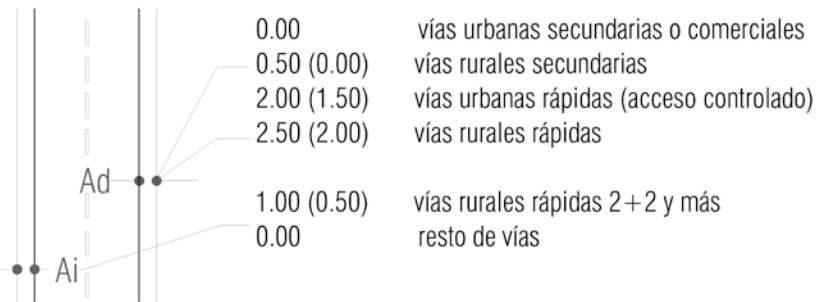 0.00 vías urbanas secundarias o comerciales
0.50 (0.00) vías rurales secundarias
2.00 (1.50) vías urbanas rápidas (acceso controlado)
2.50 (2.00) vías rurales rápidas
Ad
1.00 (0.50) vías rurales rápidas 2+2 y más
0.00 resto de vías
Ai